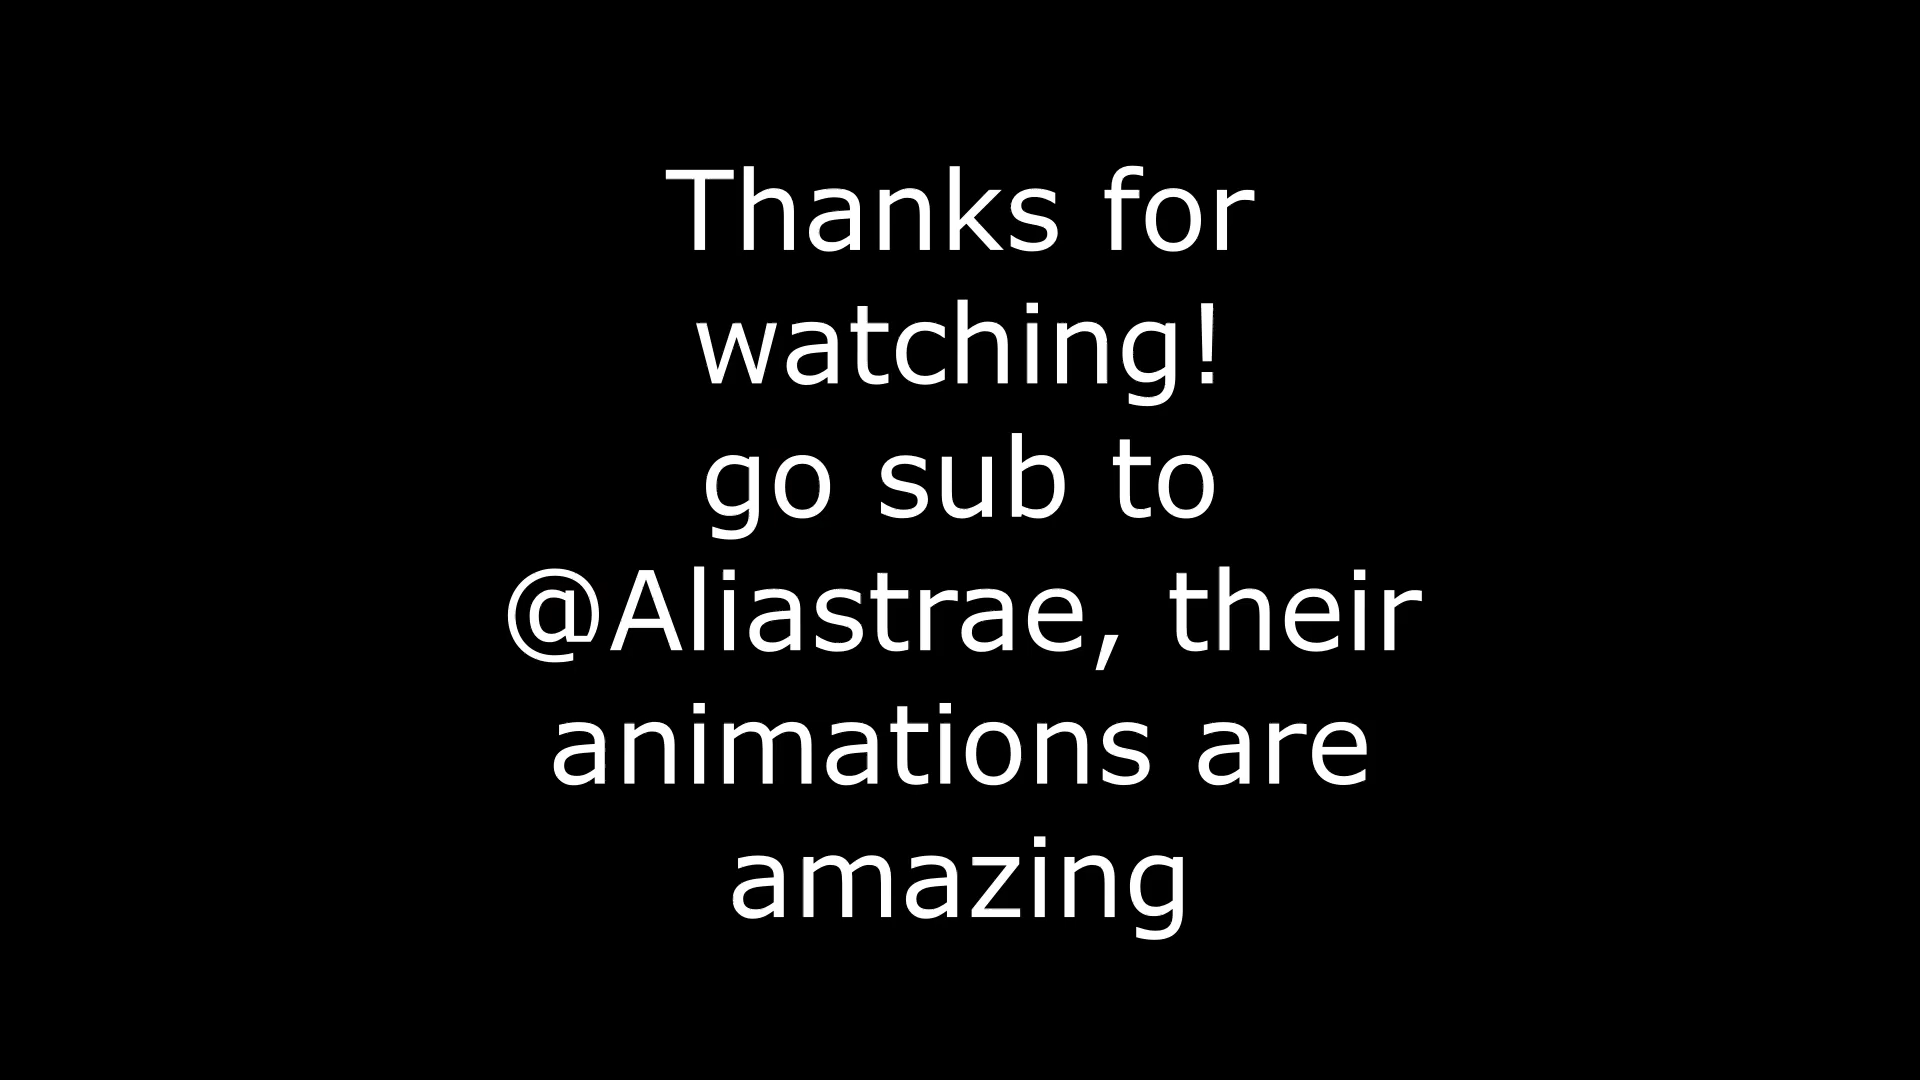 Thanks for
watching!
go sub to
@Aliastrae, their
animations are
amazing